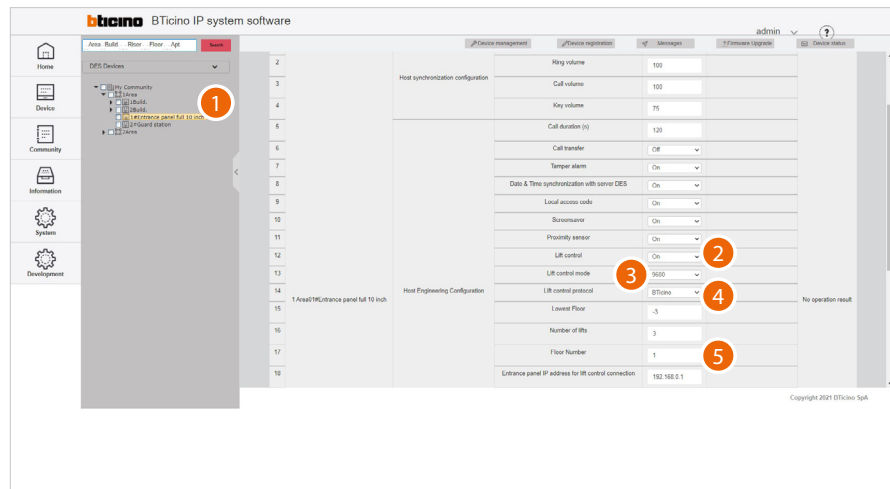 bticino BTicino IP system software
admin ?
Area Build Riser Floor Apt Search
Device management Device registration Messages Firmware Upgrade Device status
Home
DES Devices
Device
Community
Information
System
Development
My Community
1Area
1Build.
2Build.
1#Entrance panel full 10 inch
2#Guard station
2Area
1
2 Host synchronization configuration Ring volume 100
3 Call volume 100
4 Key volume 75
5 Call duration (s) 120
6 Call transfer Off
7 Tamper alarm On
8 Date & Time synchronization with server DES On
9 Local access code On
10 Screensaver On
11 Proximity sensor On
12 Lift control On 2
13 Lift control mode 3 9600
14 1.Area01#Entrance panel full 10 inch Host Engineering Configuration Lift control protocol BTicino 4 No operation result
15 Lowest Floor -3
16 Number of lifts 3
17 Floor Number 1 5
18 Entrance panel IP address for lift control connection 192.168.0.1
Copyright 2021 BTicino SpA